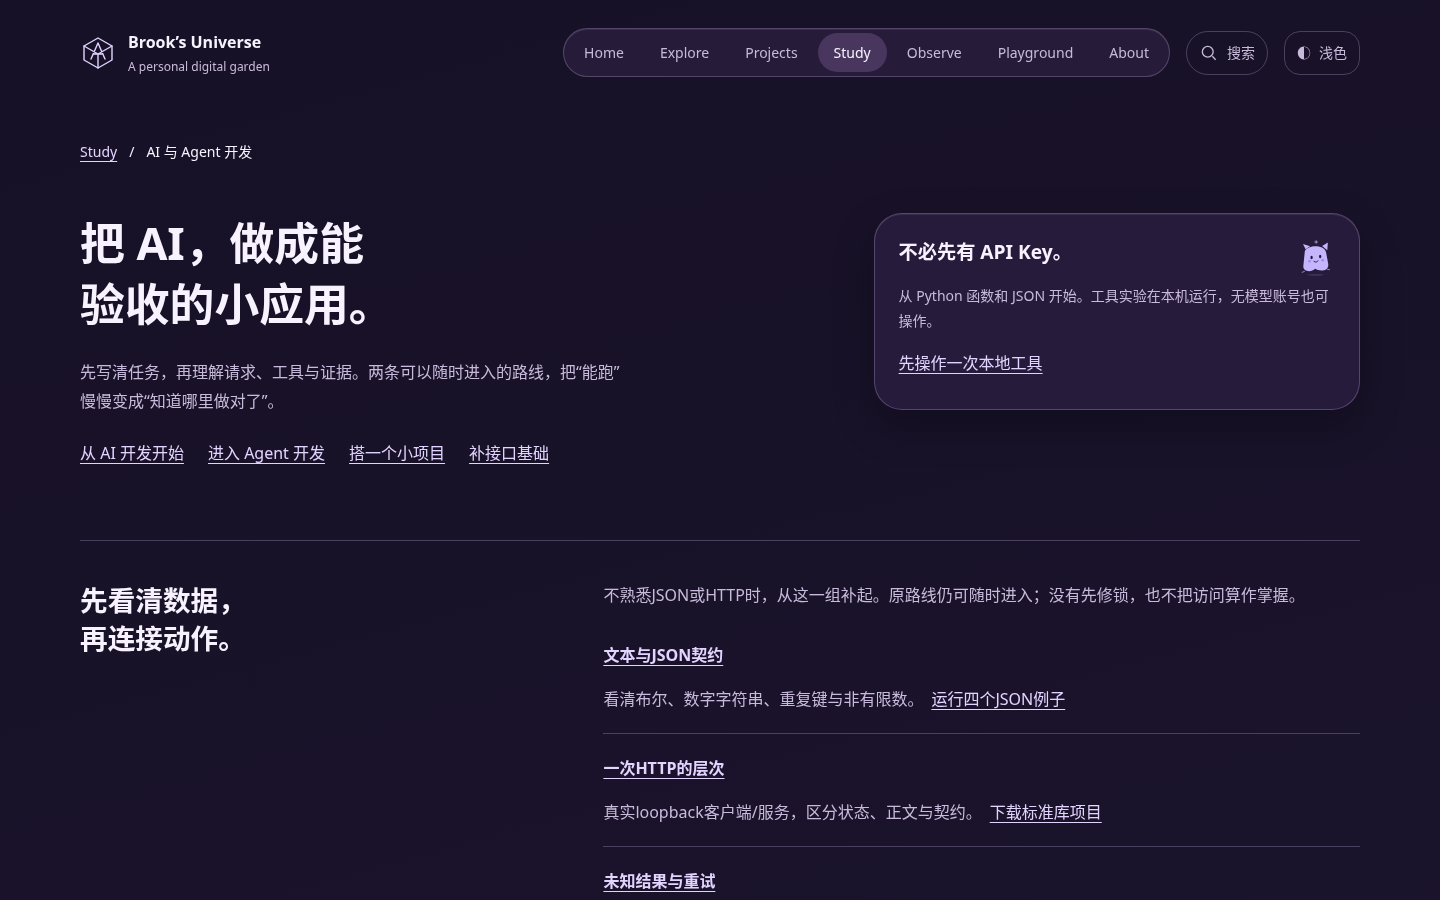 Brook’s Universe
A personal digital garden
Home
Explore
Projects
Study
Observe
Playground
About
搜索
浅色
Study / AI 与 Agent 开发
把 AI，做成能
验收的小应用。
先写清任务，再理解请求、工具与证据。两条可以随时进入的路线，把“能跑”
慢慢变成“知道哪里做对了”。
从 AI 开发开始
进入 Agent 开发
搭一个小项目
补接口基础
不必先有 API Key。
从 Python 函数和 JSON 开始。工具实验在本机运行，无模型账号也可
操作。
先操作一次本地工具
先看清数据，
再连接动作。
不熟悉JSON或HTTP时，从这一组补起。原路线仍可随时进入；没有先修锁，也不把访问算作掌握。
文本与JSON契约
看清布尔、数字字符串、重复键与非有限数。 运行四个JSON例子
一次HTTP的层次
真实loopback客户端/服务，区分状态、正文与契约。 下载标准库项目
未知结果与重试